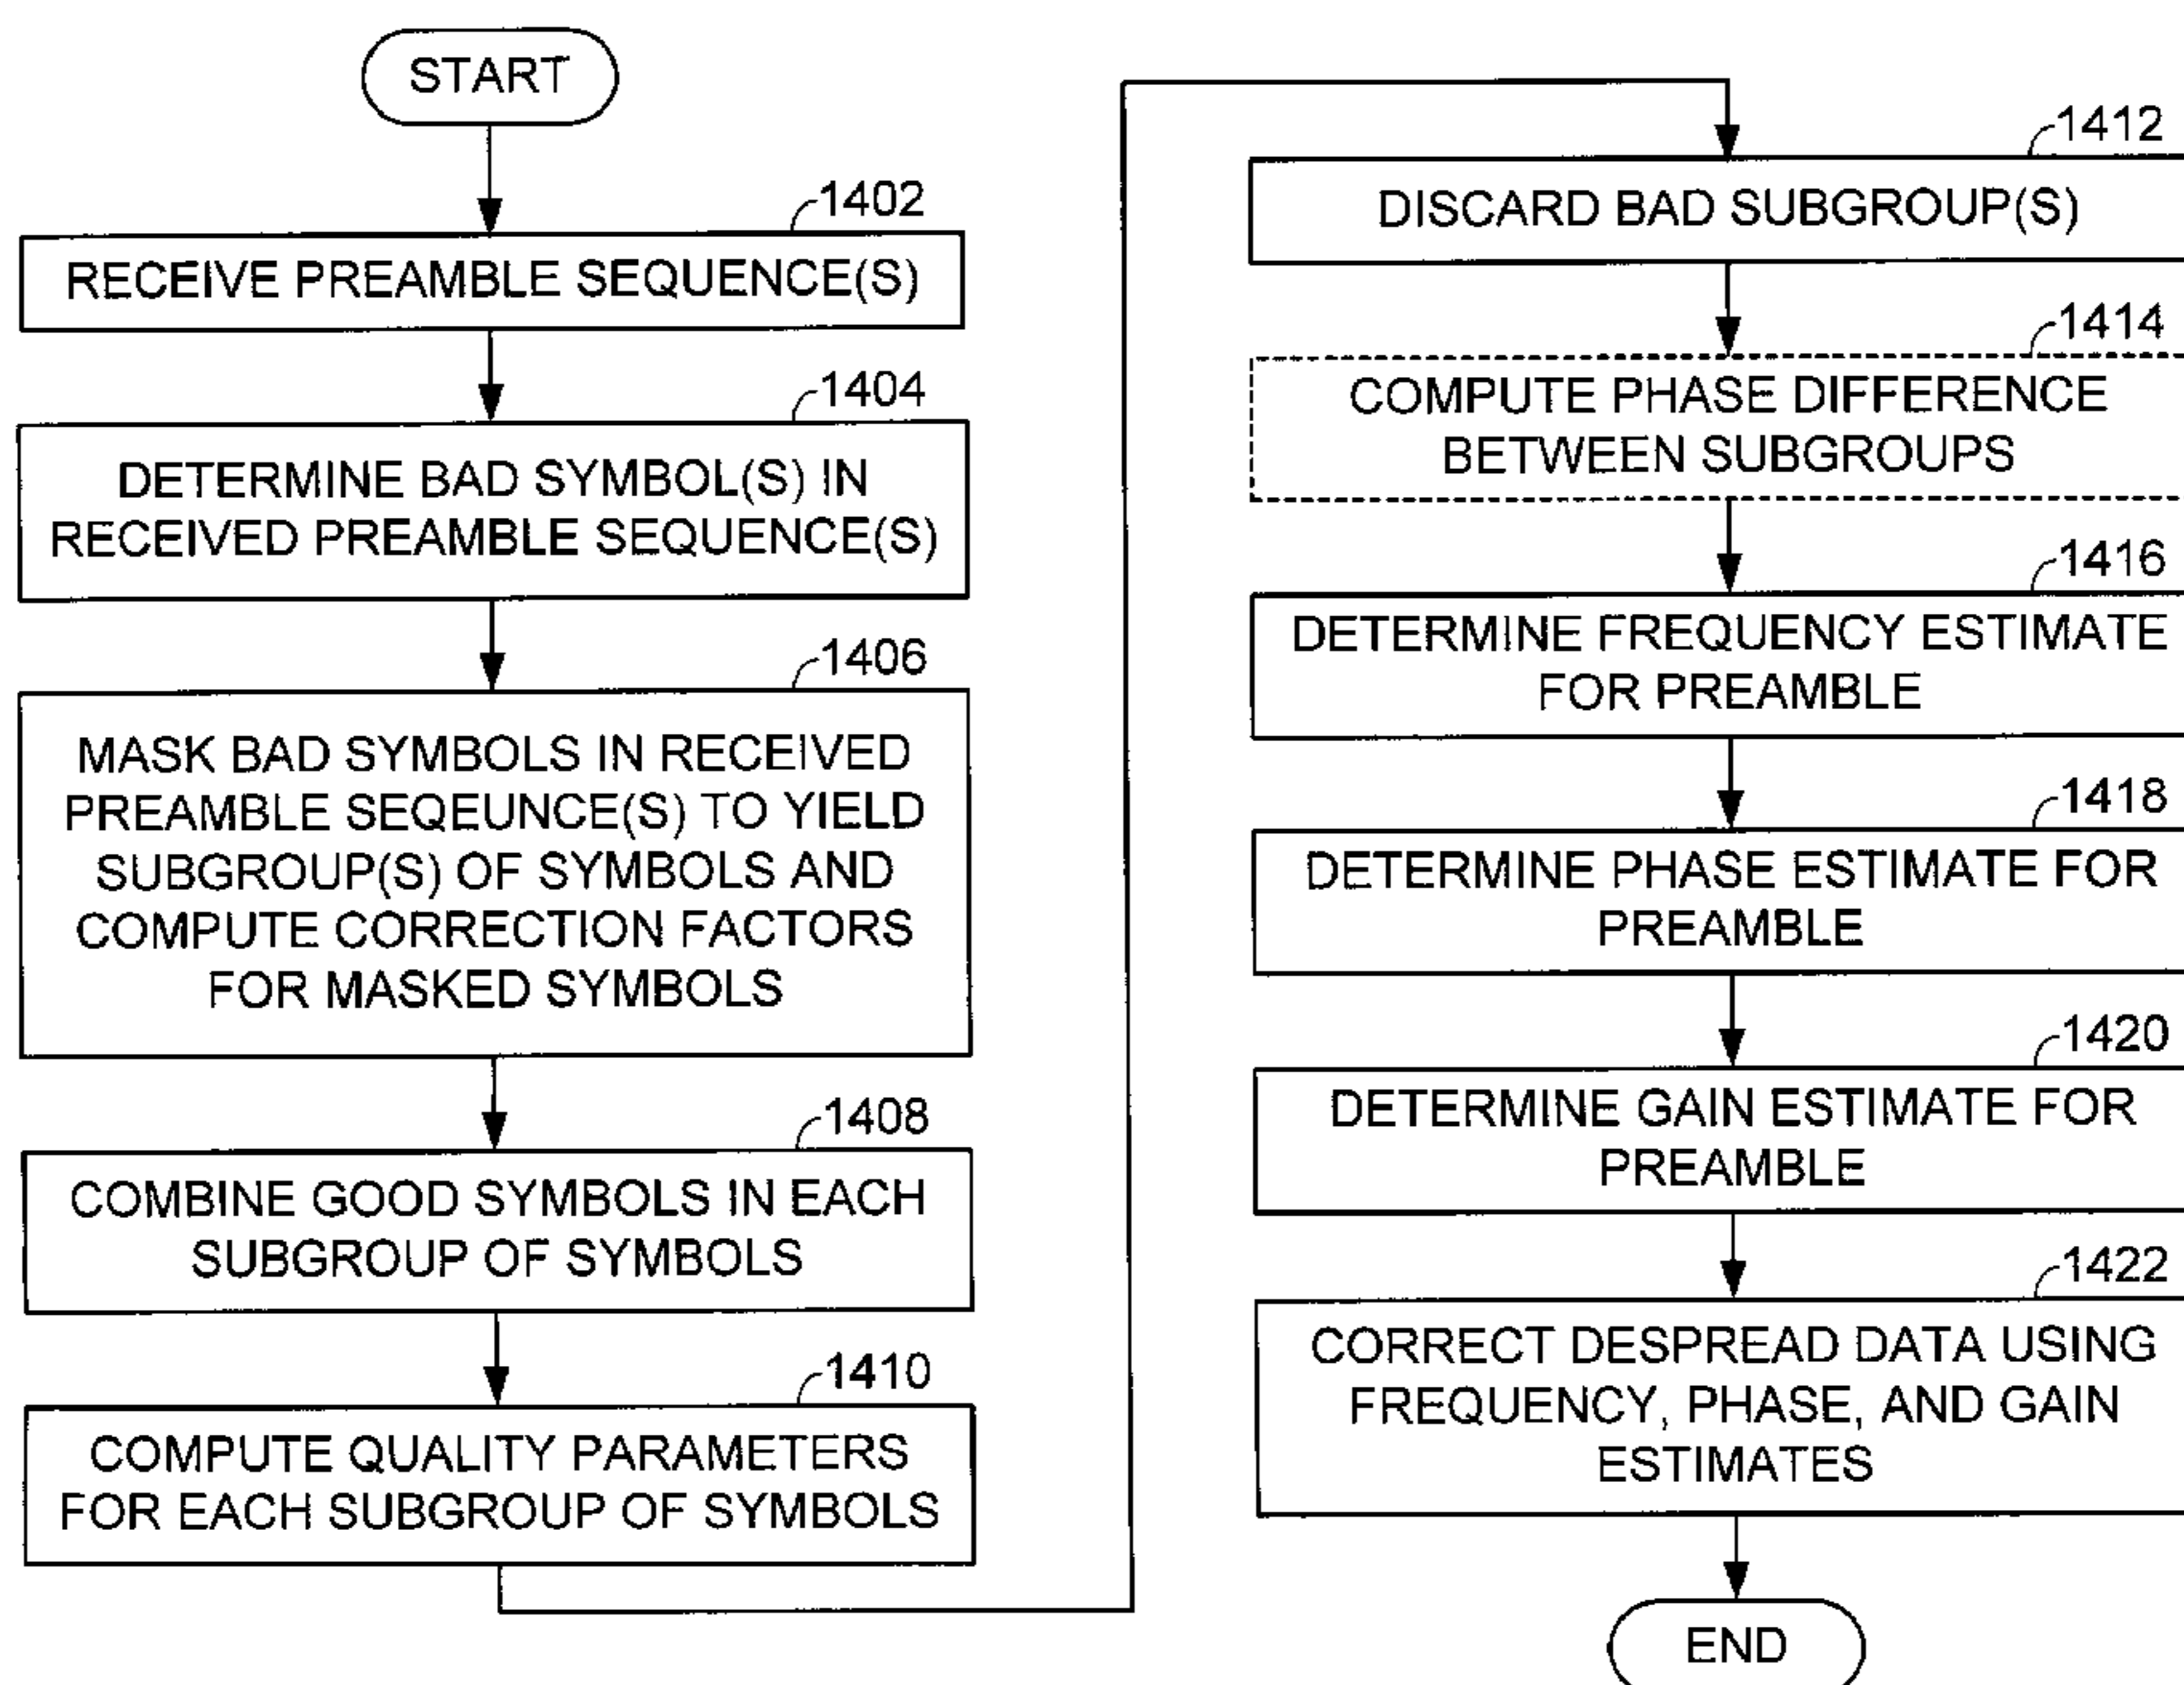 START
1402
RECEIVE PREAMBLE SEQUENCE(S)
1404
DETERMINE BAD SYMBOL(S) IN
RECEIVED PREAMBLE SEQUENCE(S)
1406
MASK BAD SYMBOLS IN RECEIVED
PREAMBLE SEQEUNCE(S) TO YIELD
SUBGROUP(S) OF SYMBOLS AND
COMPUTE CORRECTION FACTORS
FOR MASKED SYMBOLS
1408
COMBINE GOOD SYMBOLS IN EACH
SUBGROUP OF SYMBOLS
1410
COMPUTE QUALITY PARAMETERS
FOR EACH SUBGROUP OF SYMBOLS
1412
DISCARD BAD SUBGROUP(S)
1414
COMPUTE PHASE DIFFERENCE
BETWEEN SUBGROUPS
1416
DETERMINE FREQUENCY ESTIMATE
FOR PREAMBLE
1418
DETERMINE PHASE ESTIMATE FOR
PREAMBLE
1420
DETERMINE GAIN ESTIMATE FOR
PREAMBLE
1422
CORRECT DESPREAD DATA USING
FREQUENCY, PHASE, AND GAIN
ESTIMATES
END